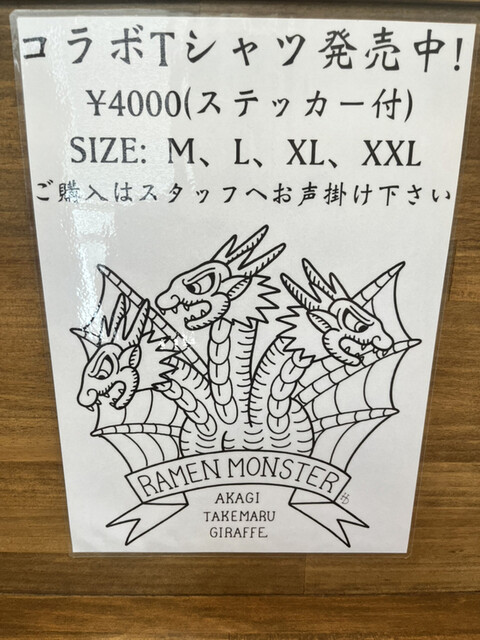 コラボTシャツ発売中!
¥4000(ステッカー付)
SIZE: M、L、XL、XXL
ご購入はスタッフへお声掛け下さい
RAMEN MONSTER
AKAGI
TAKEMARU
GIRAFFE